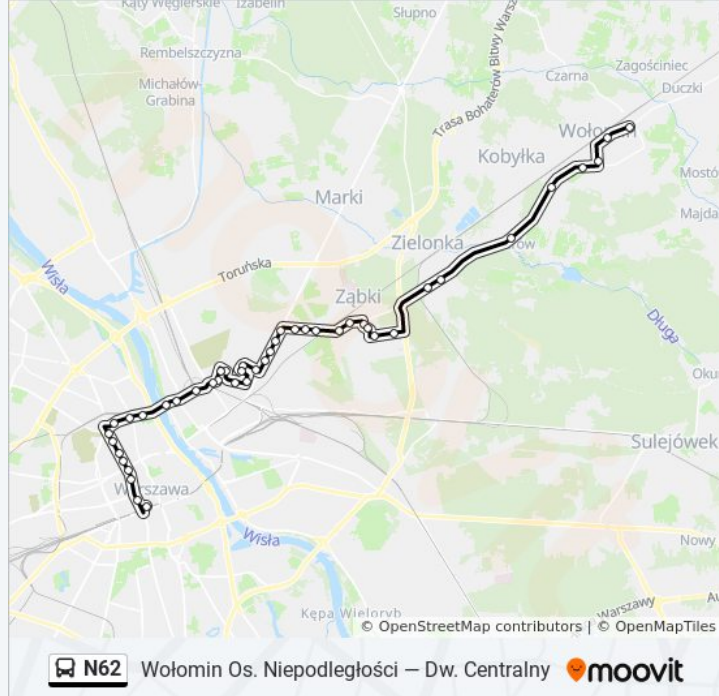 Kąty Węgierskie
Izabelin
Słupno
Rembelszczyzna
Michałów-
Grabina
Trasa Bohaterów Bitwy Warsz
Zagościniec
Czarna
Duczki
Wołomin
Kobyłka
Mostó
Marki
Majda
Zielonka
Toruńska
Wisła
Ząbki
Długa
Oku
Sulejówek
Warszawa
Wisła
Nowy
Kępa Wieloryb
Warszawy
Au
© OpenStreetMap contributors | © OpenMapTiles
N62 Wołomin Os. Niepodległości — Dw. Centralny moovit